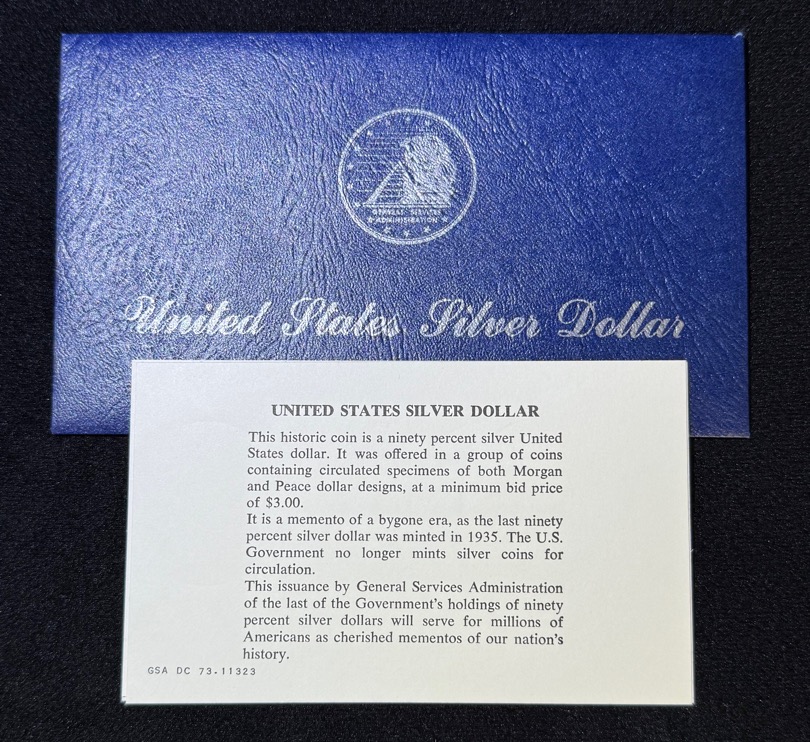 GENERAL SERVICES
ADMINISTRATION
United States Silver Dollar
UNITED STATES SILVER DOLLAR
This historic coin is a ninety percent silver United
States dollar. It was offered in a group of coins
containing circulated specimens of both Morgan
and Peace dollar designs, at a minimum bid price
of $3.00.
It is a memento of a bygone era, as the last ninety
percent silver dollar was minted in 1935. The U.S.
Government no longer mints silver coins for
circulation.
This issuance by General Services Administration
of the last of the Government's holdings of ninety
percent silver dollars will serve for millions of
Americans as cherished mementos of our nation's
history.
GSA DC 73.11323